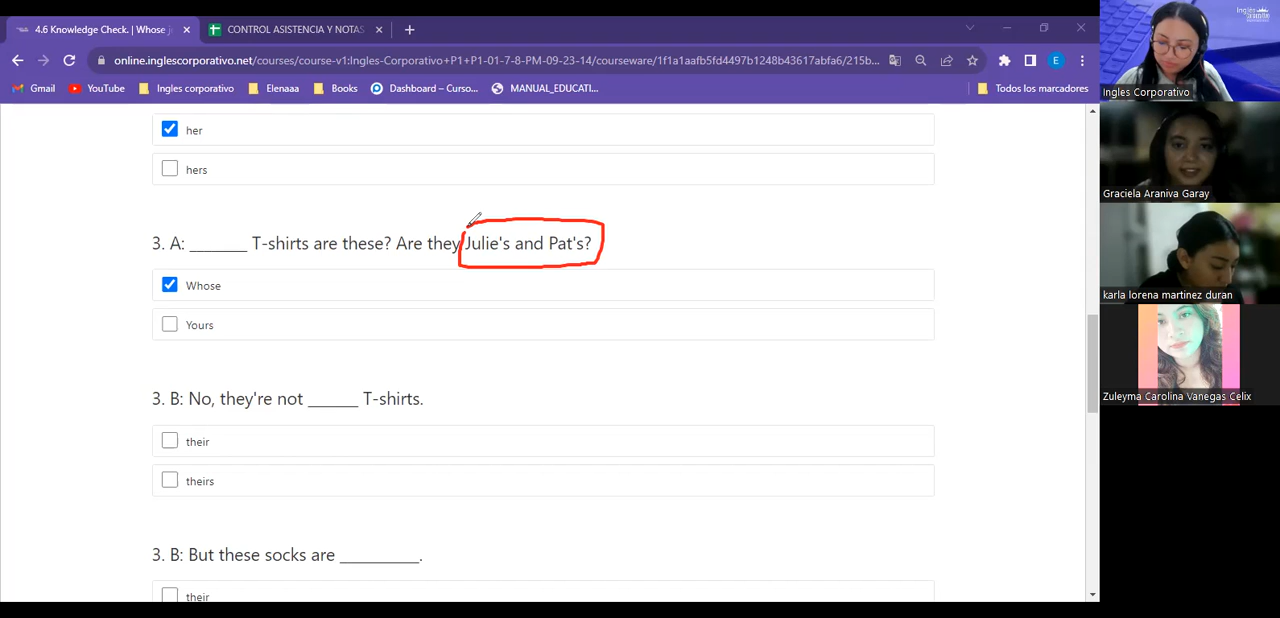 4.6 Knowledge Check. | Whose j
CONTROL ASISTENCIA Y NOTAS
online.inglescorporativo.net/courses/course-v1:Ingles-Corporativo+P1+P1-01-7-8-PM-09-23-14/courseware/1f1a1aafb5fd4497b1248b43617abfa6/215b...
E
Gmail
YouTube
Ingles corporativo
Elenaaa
Books
Dashboard – Curso...
MANUAL_EDUCATI...
Todos los marcadores
her
hers
3. A: _______ T-shirts are these? Are they Julie's and Pat's?
Whose
Yours
3. B: No, they're not ______ T-shirts.
their
theirs
3. B: But these socks are __________.
their
Ingles Corporativo
Graciela Araniva Garay
karla lorena martinez duran
Zuleyma Carolina Vanegas Celix